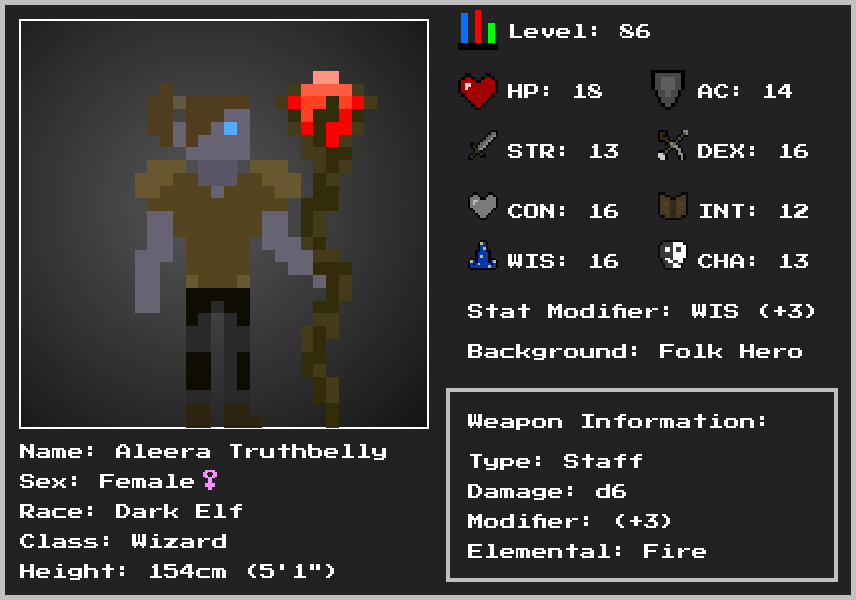 Level: 86
HP: 18 AC: 14
STR: 13 DEX: 16
CON: 16 INT: 12
WIS: 16 CHA: 13
Stat Modifier: WIS (+3)
Background: Folk Hero
Name: Aleera Truthbelly
Sex: Female♀
Race: Dark Elf
Class: Wizard
Height: 154cm (5'1")
Weapon Information:
Type: Staff
Damage: d6
Modifier: (+3)
Elemental: Fire